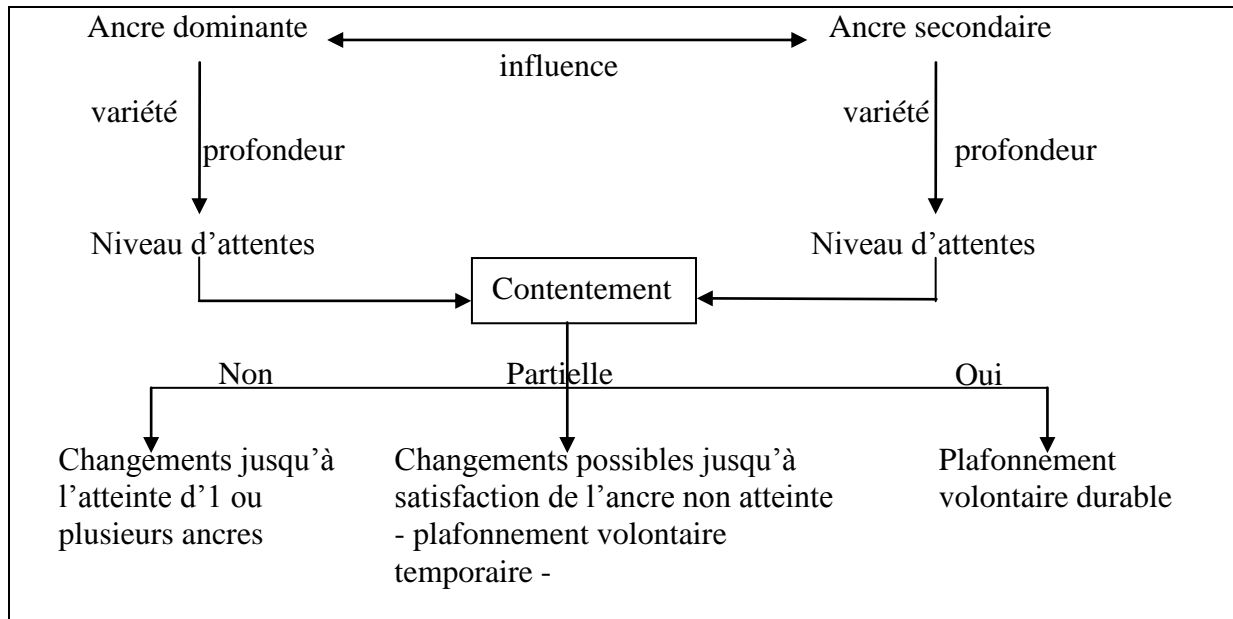 Ancre dominante
Ancre secondaire
influence
variété
profondeur
variété
profondeur
Niveau d’attentes
Niveau d’attentes
Contentement
Non
Partielle
Oui
Changements jusqu’à
l’atteinte d’1 ou
plusieurs ancres
Changements possibles jusqu’à
satisfaction de l’ancre non atteinte
- plafonnement volontaire
temporaire -
Plafonnement
volontaire durable